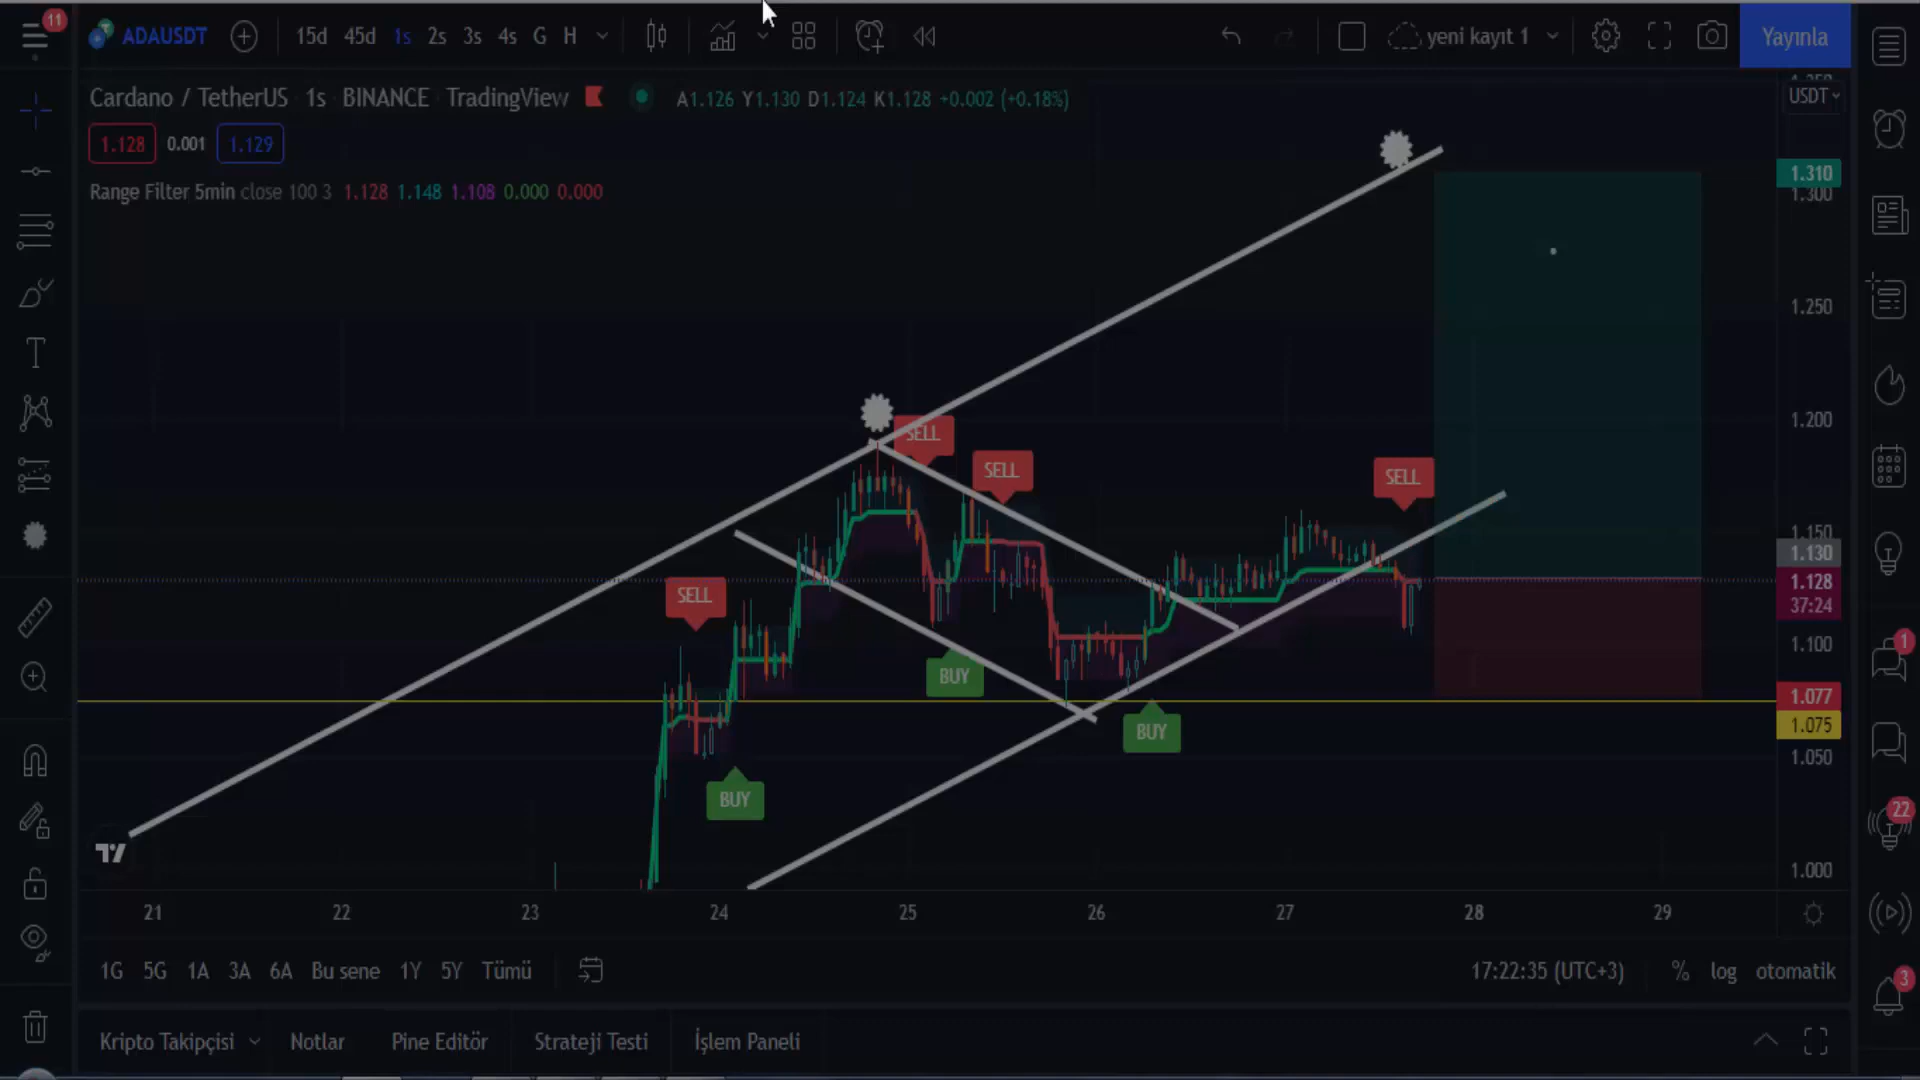 11
ADAUSDT 15d 45d 1s 2s 3s 4s G H yeni kayıt 1 Yayınla
Cardano / TetherUS 1s BINANCE TradingView A1.126 Y1.130 D1.124 K1.128 +0.002 (+0.18%)
USDT
1.128 0.001 1.129
Range Filter 5min close 100 3 1.128 1.148 1.108 0.000 0.000
1.310
1.300
1.250
1.200
SELL
SELL
SELL
1.150
1.130
1.128
37:24
SELL
1.100
1
BUY
1.077
1.075
BUY
1.050
BUY
22
1.000
21 22 23 24 25 26 27 28 29
1G 5G 1A 3A 6A Bu sene 1Y 5Y Tümü 17:22:35 (UTC+3) % log otomatik
3
Kripto Takipçisi Notlar Pine Editör Strateji Testi İşlem Paneli